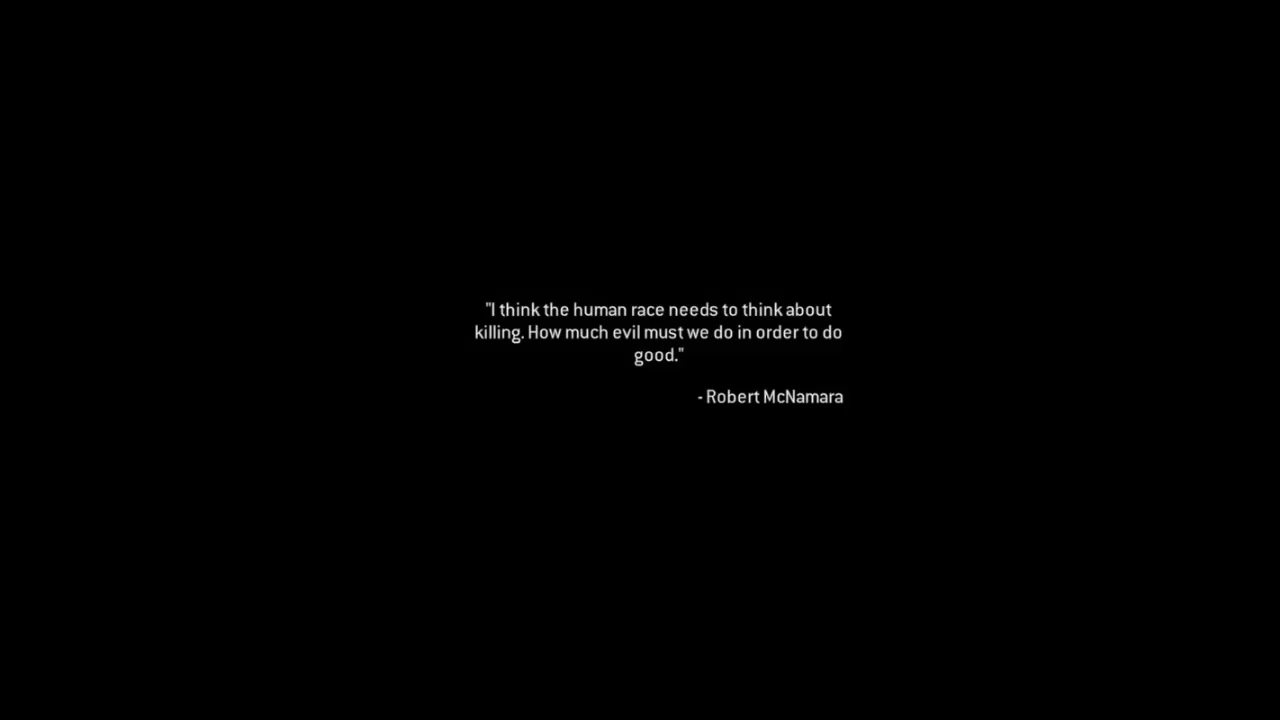 "I think the human race needs to think about
killing. How much evil must we do in order to do
good."
- Robert McNamara